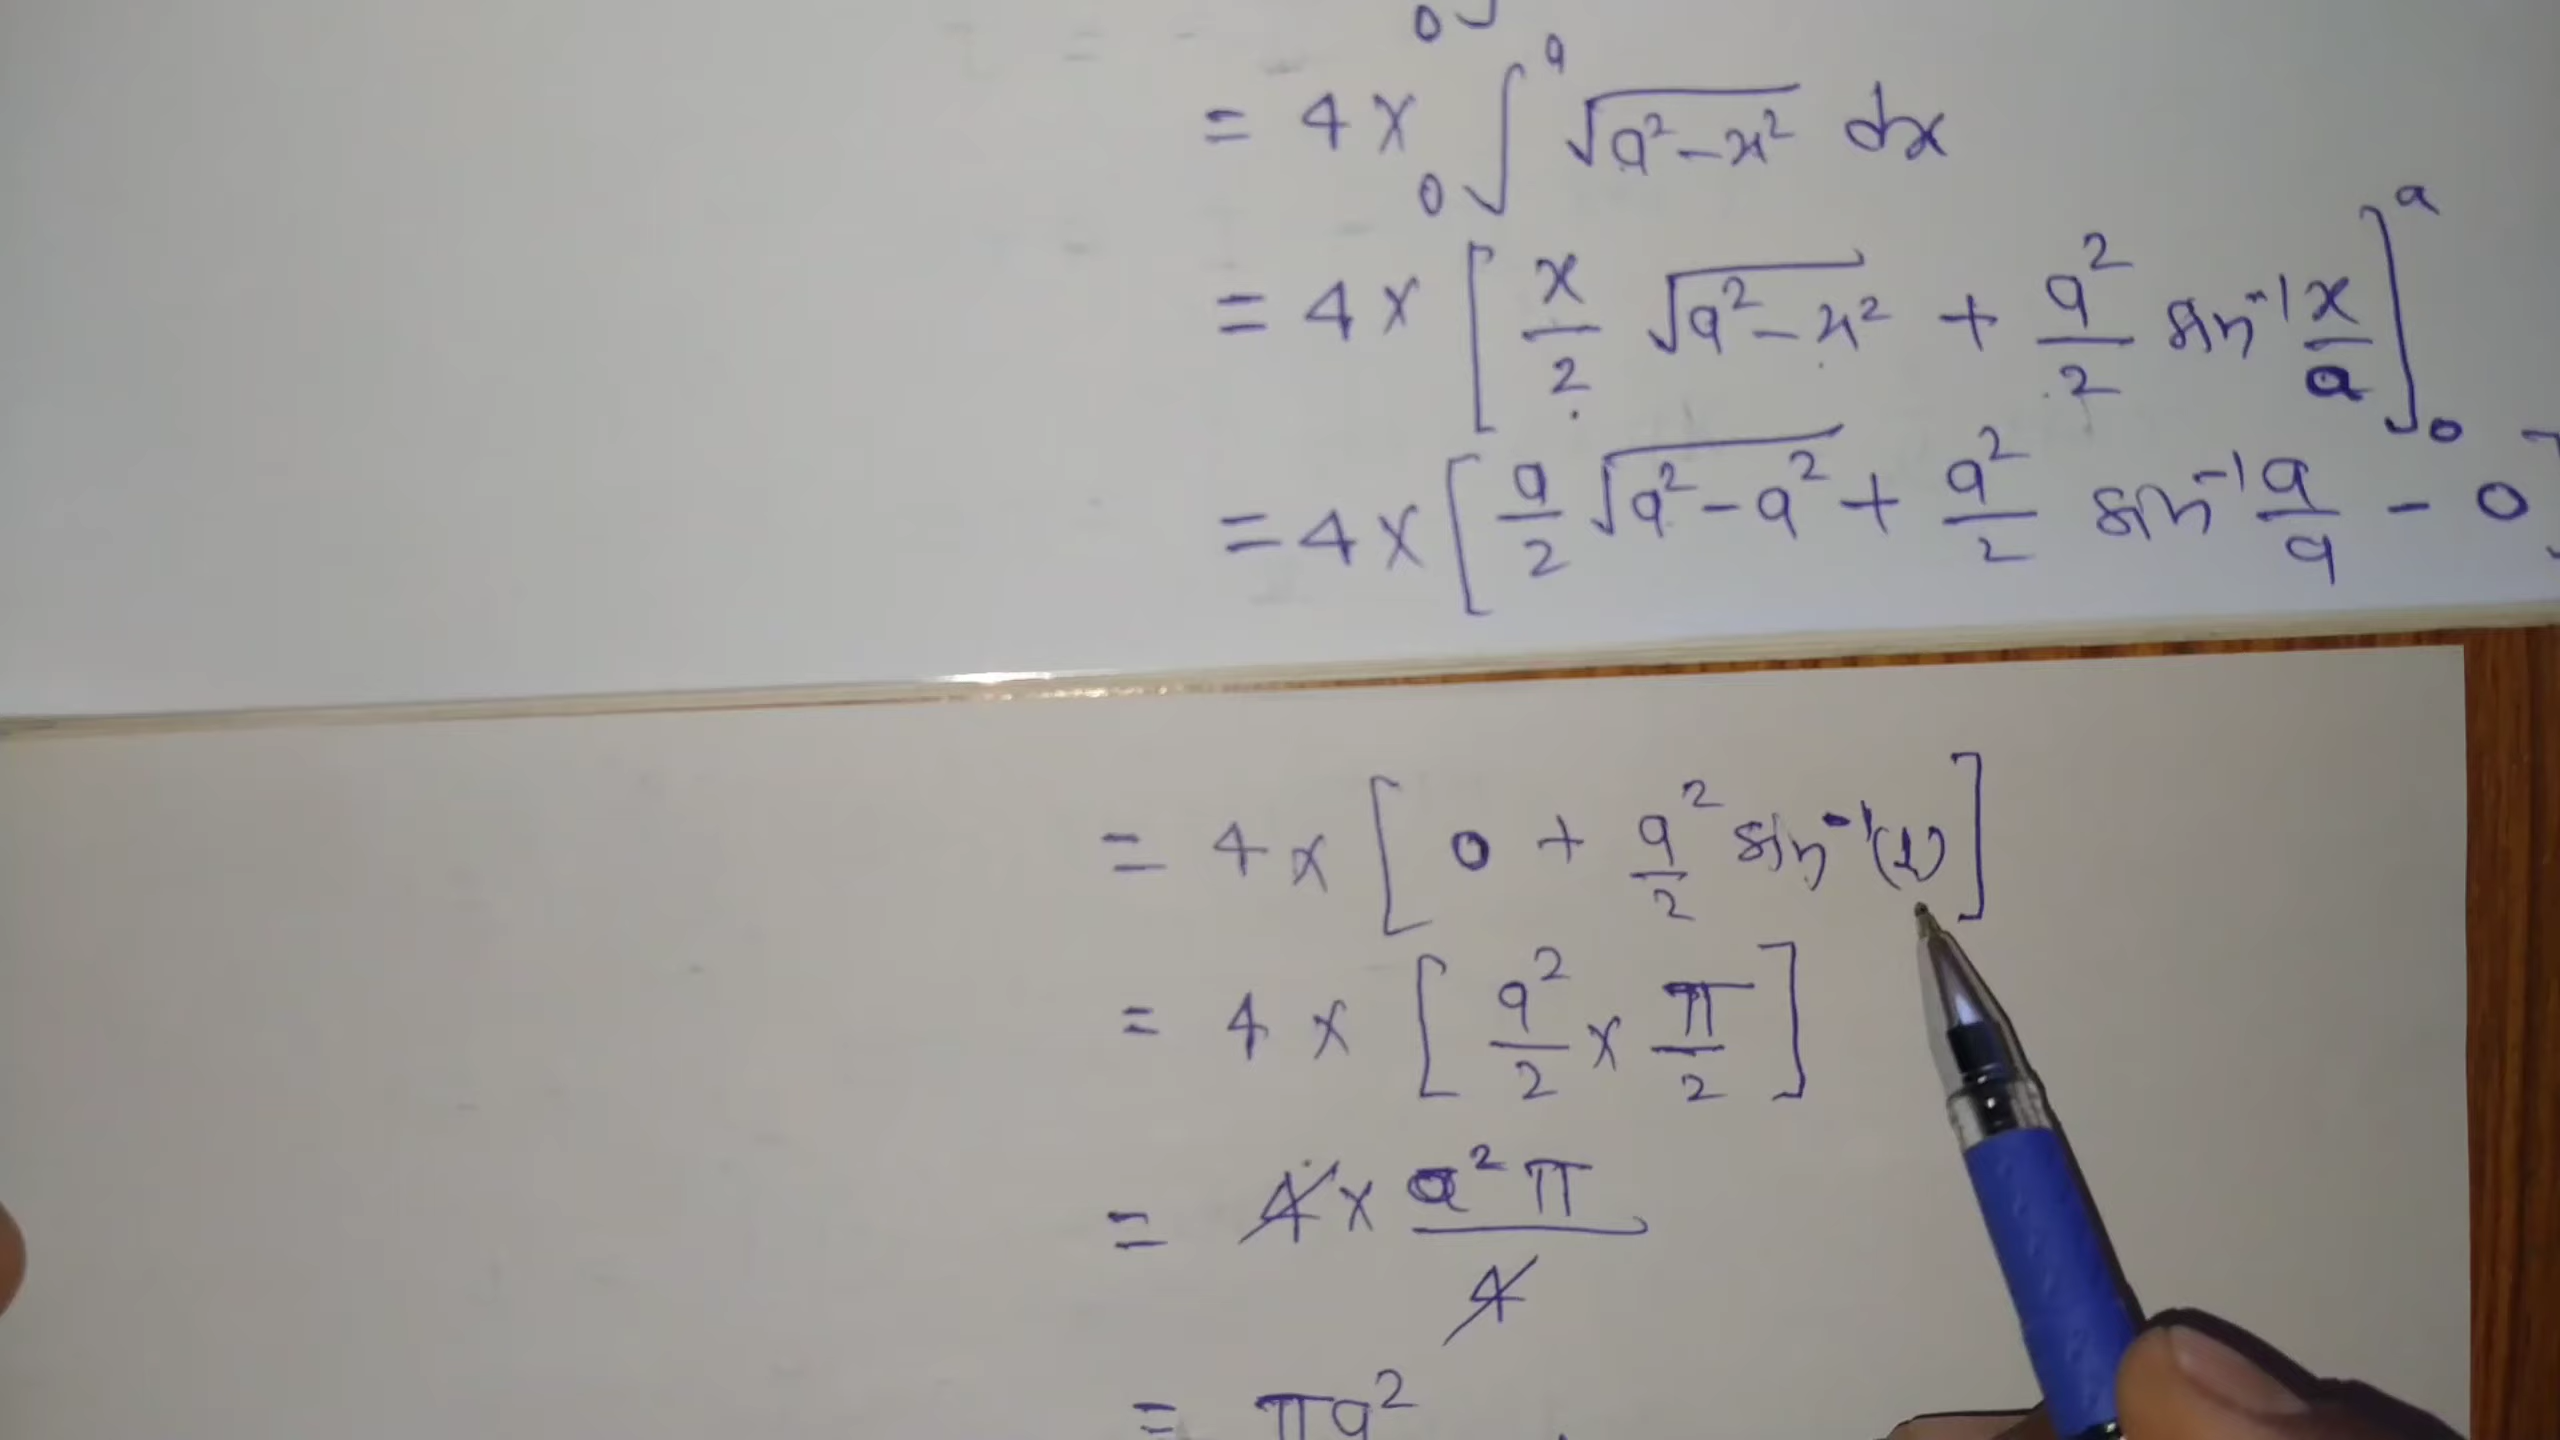 = 4 × ₀∫ᵃ √(a² − x²) dx
= 4 × [ x/2 √(a² − x²) + a²/2 sin⁻¹ x/a ]₀ᵃ
= 4 × [ a/2 √(a² − a²) + a²/2 sin⁻¹ a/a − 0 ]
= 4 × [ 0 + a²/2 sin⁻¹(1) ]
= 4 × [ a²/2 × π/2 ]
= 4 × a²π/4
= πa²